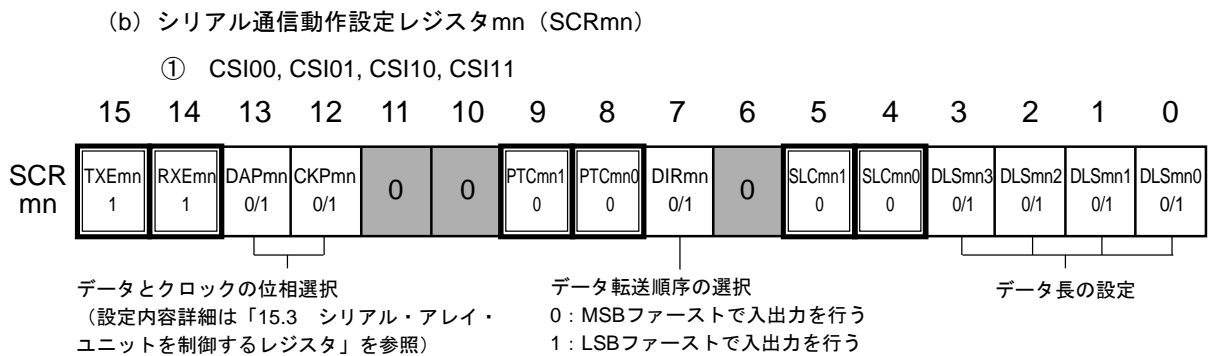 （b）シリアル通信動作設定レジスタmn（SCRmn）
① CSI00, CSI01, CSI10, CSI11
15 14 13 12 11 10 9 8 7 6 5 4 3 2 1 0
SCR
mn
TXEmn RXEmn DAPmn CKPmn 0 0 PTCmn1 PTCmn0 DIRmn 0 SLCmn1 SLCmn0 DLSmn3 DLSmn2 DLSmn1 DLSmn0
1 1 0/1 0/1 0 0 0/1 0 0 0/1 0/1 0/1 0/1
データとクロックの位相選択
（設定内容詳細は「15.3 シリアル・アレイ・
ユニットを制御するレジスタ」を参照）
データ転送順序の選択
0：MSBファーストで入出力を行う
1：LSBファーストで入出力を行う
データ長の設定